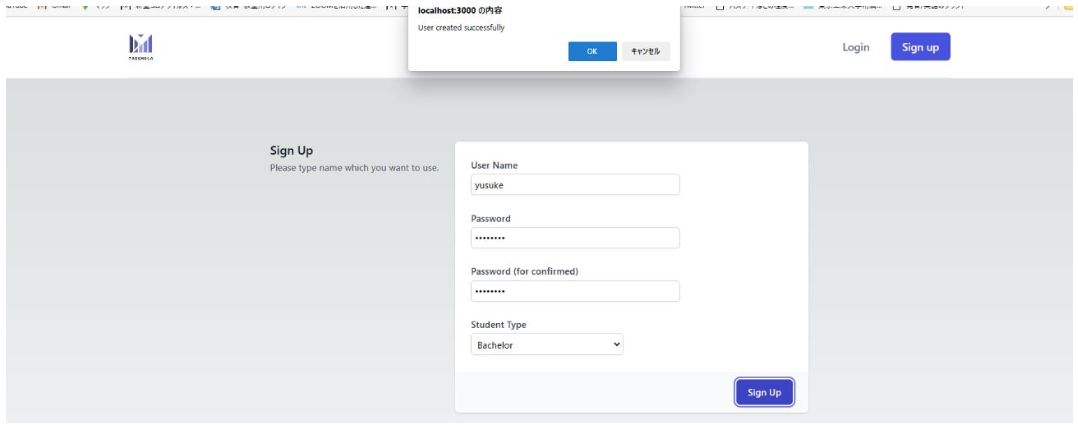 localhost:3000 の内容
User created successfully
OK
キャンセル
Login
Sign up
Sign Up
Please type name which you want to use.
User Name
yusuke
Password
••••••••
Password (for confirmed)
••••••••
Student Type
Bachelor
Sign Up